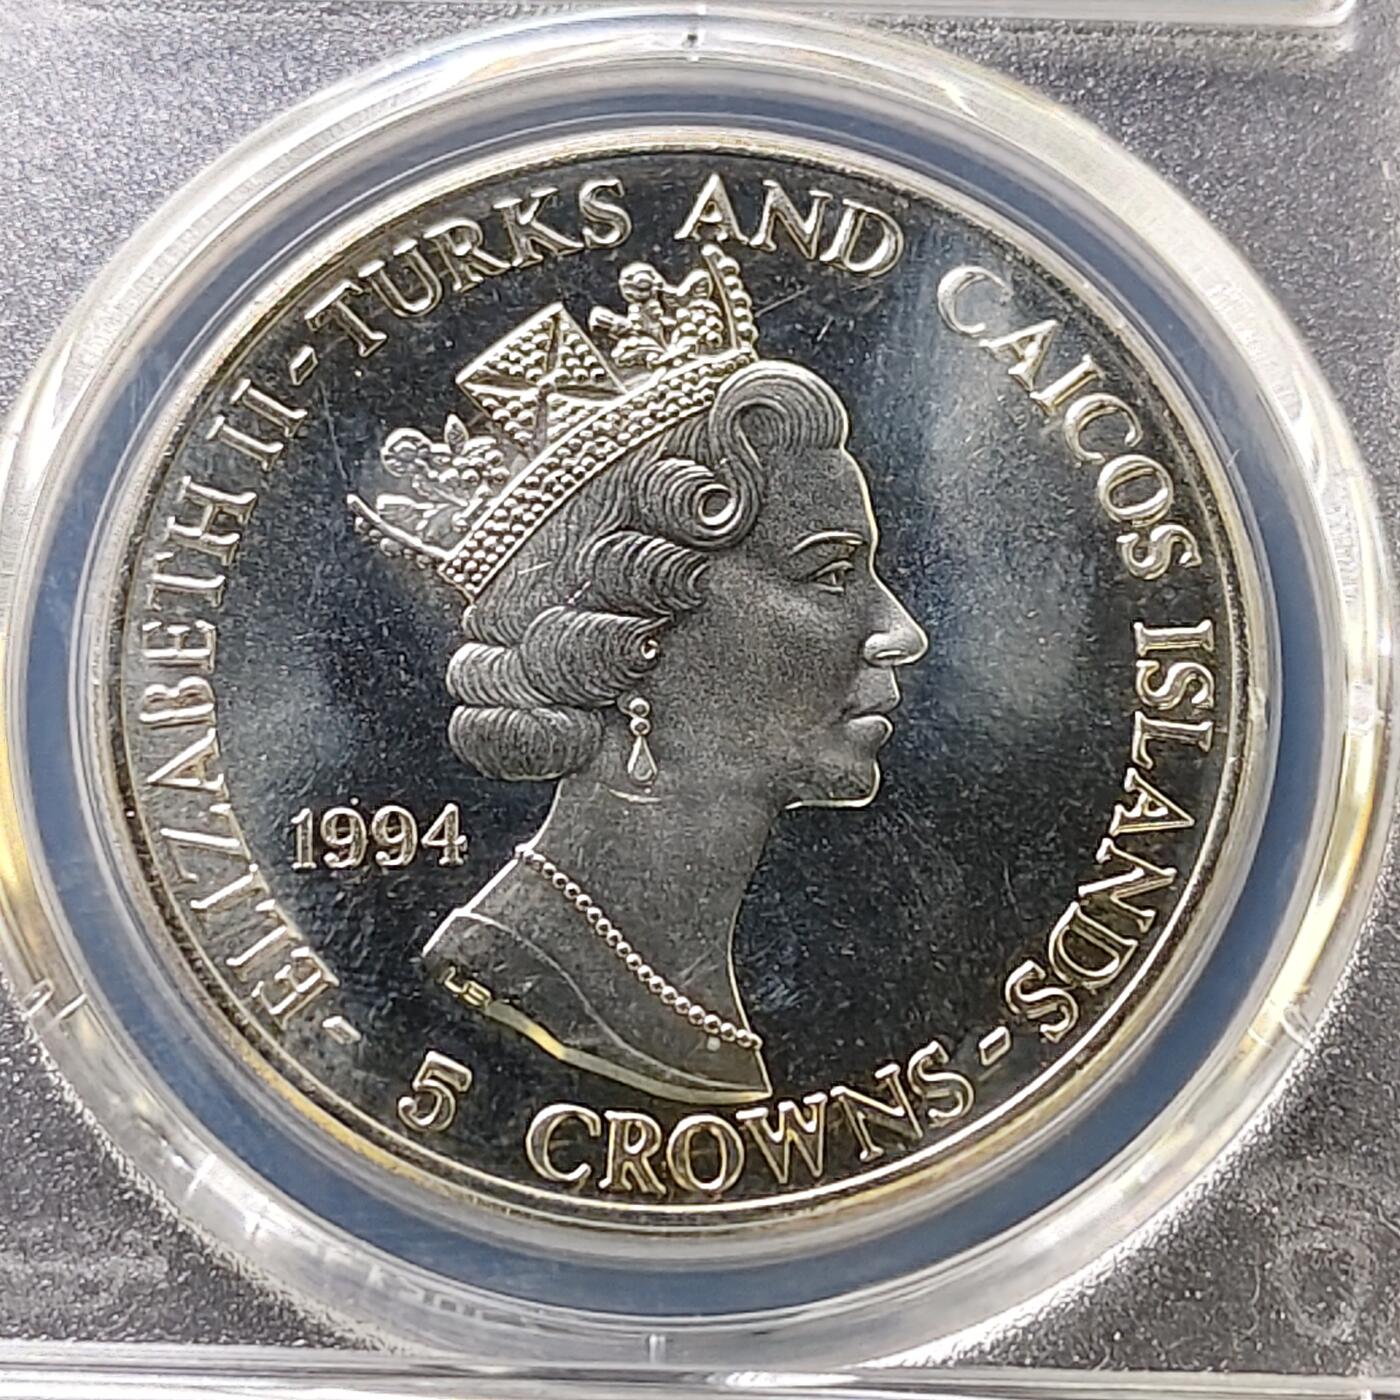 ELIZABETH II - TURKS AND CAICOS ISLANDS -
5 CROWNS -
1994